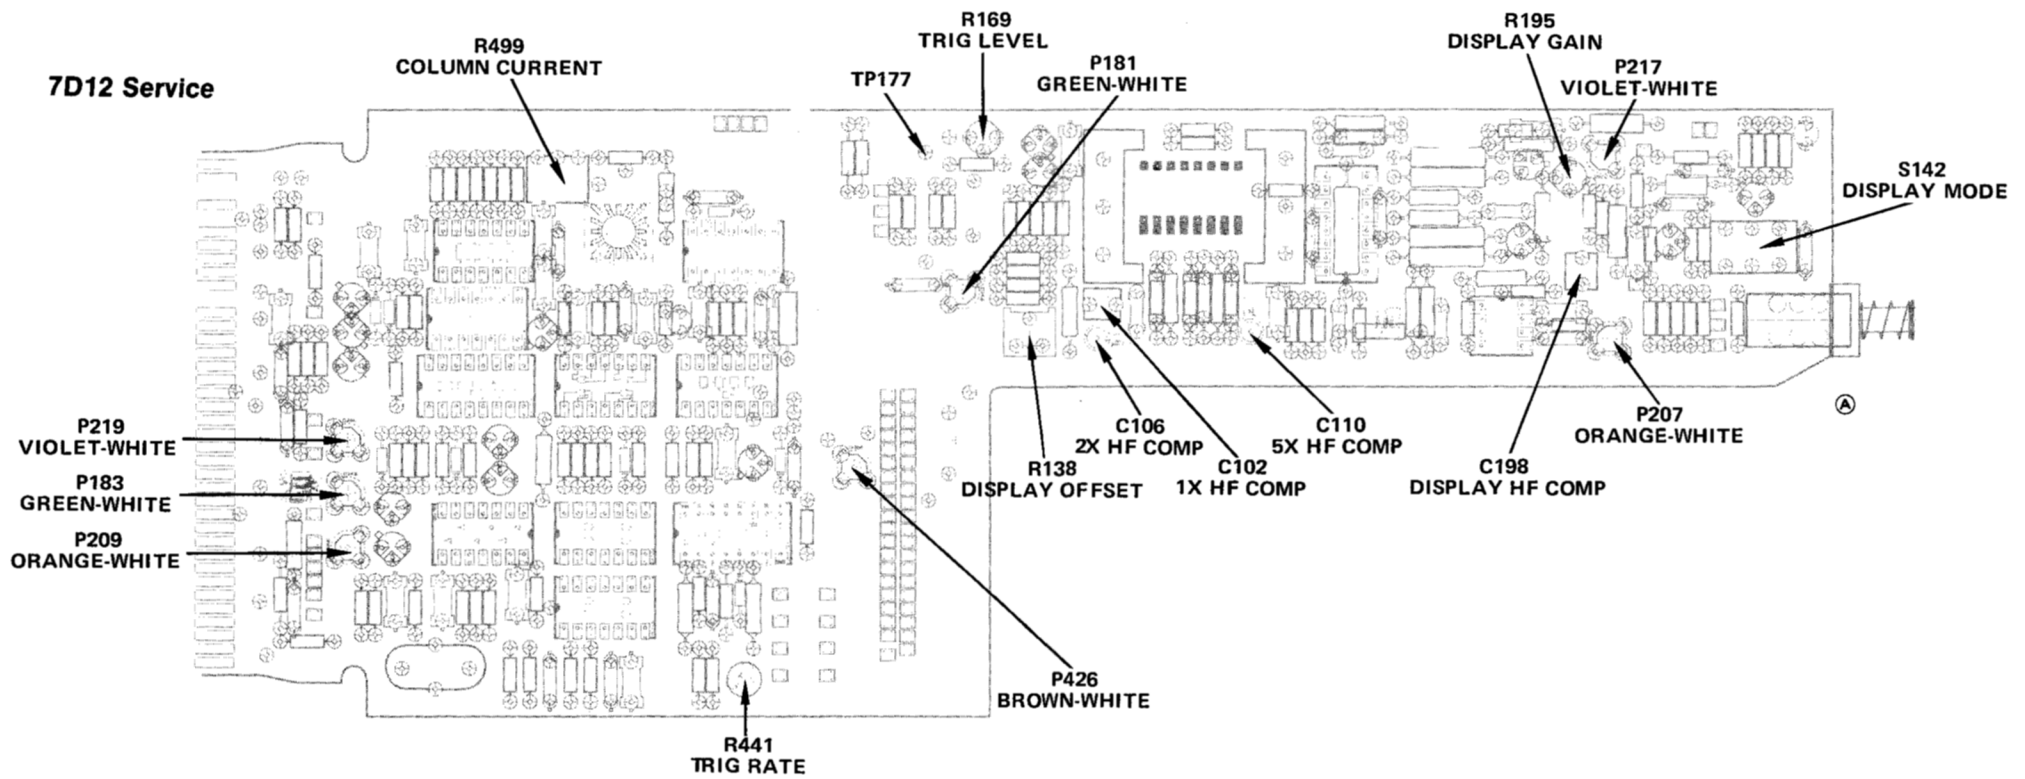 7D12 Service
R499
COLUMN CURRENT
R169
TRIG LEVEL
TP177
P181
GREEN-WHITE
R195
DISPLAY GAIN
P217
VIOLET-WHITE
S142
DISPLAY MODE
P219
VIOLET-WHITE
P183
GREEN-WHITE
P209
ORANGE-WHITE
C106
2X HF COMP
C110
5X HF COMP
R138
DISPLAY OFFSET
C102
1X HF COMP
C198
DISPLAY HF COMP
P207
ORANGE-WHITE
A
P426
BROWN-WHITE
R441
TRIG RATE